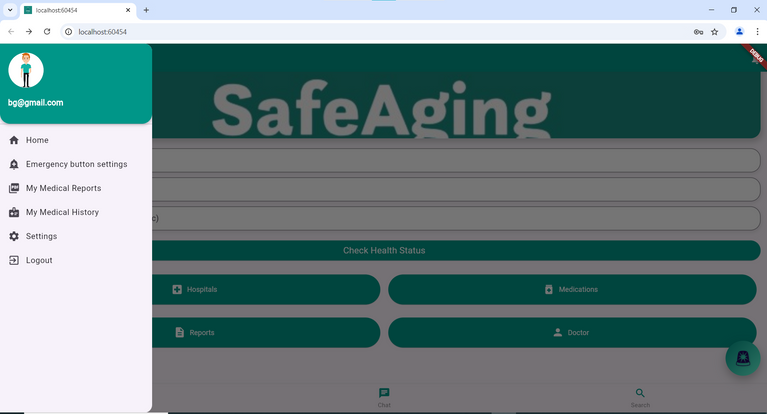 localhost:60454
localhost:60454
DEBUG
bg@gmail.com
SafeAging
Home
Emergency button settings
My Medical Reports
My Medical History
Settings
Logout
c)
Check Health Status
Hospitals
Medications
Reports
Doctor
Chat
Search